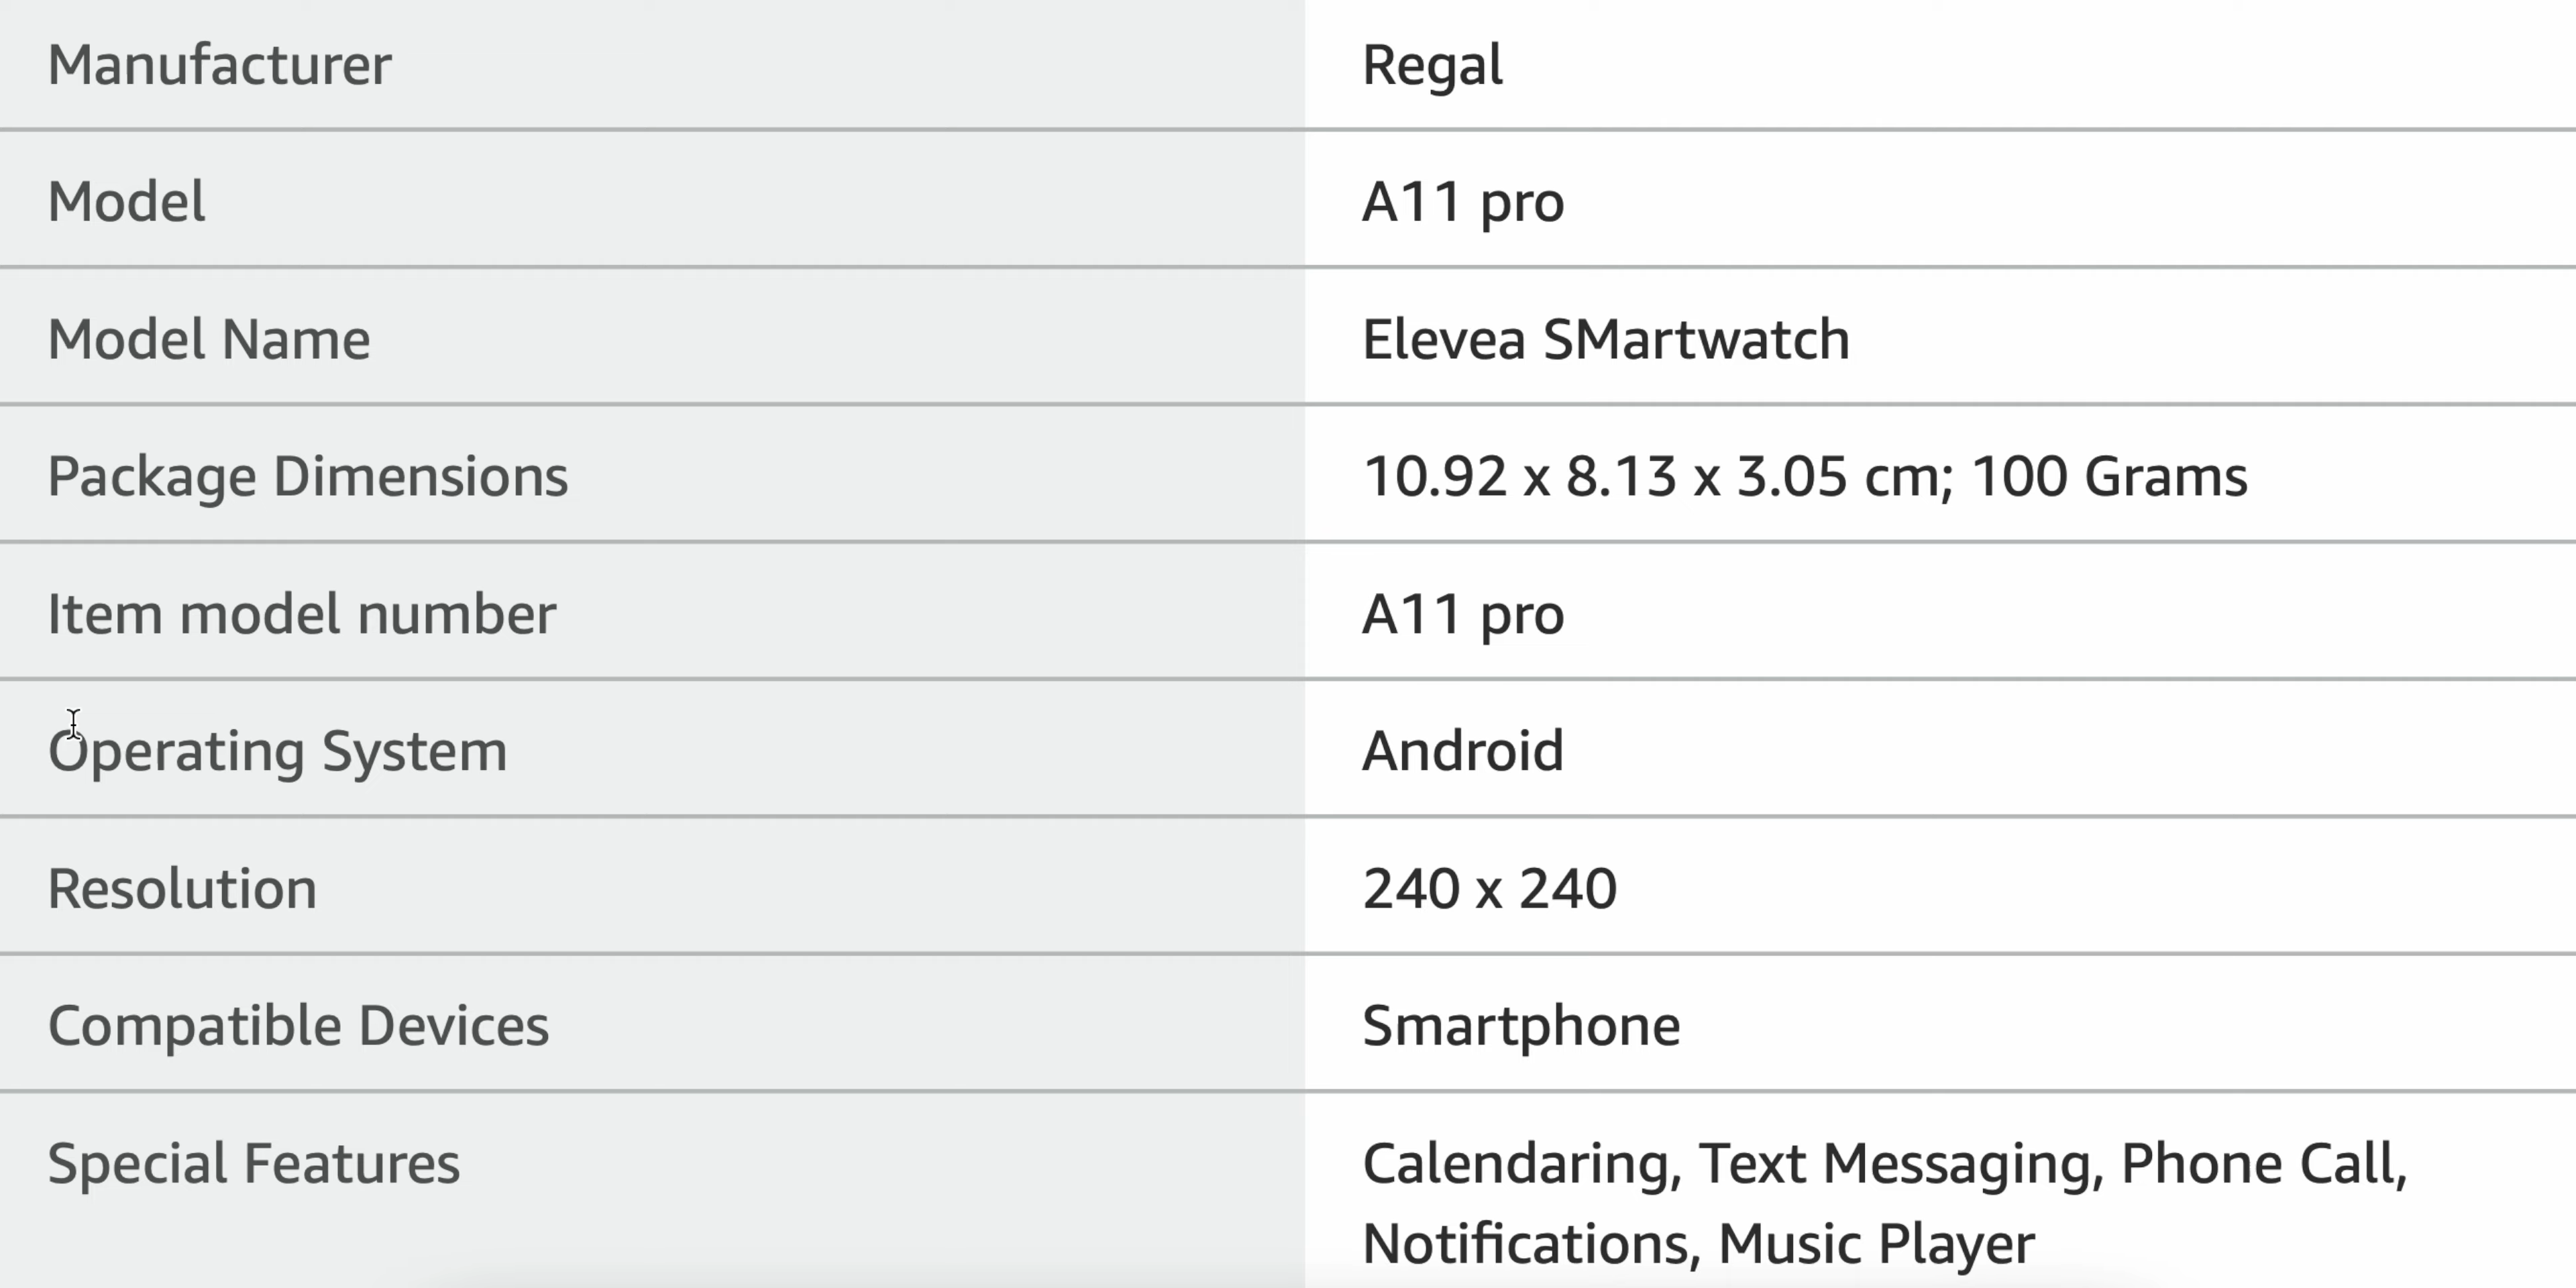 Manufacturer Regal
Model A11 pro
Model Name Elevea SMartwatch
Package Dimensions 10.92 x 8.13 x 3.05 cm; 100 Grams
Item model number A11 pro
Operating System Android
Resolution 240 x 240
Compatible Devices Smartphone
Special Features Calendaring, Text Messaging, Phone Call,
Notifications, Music Player